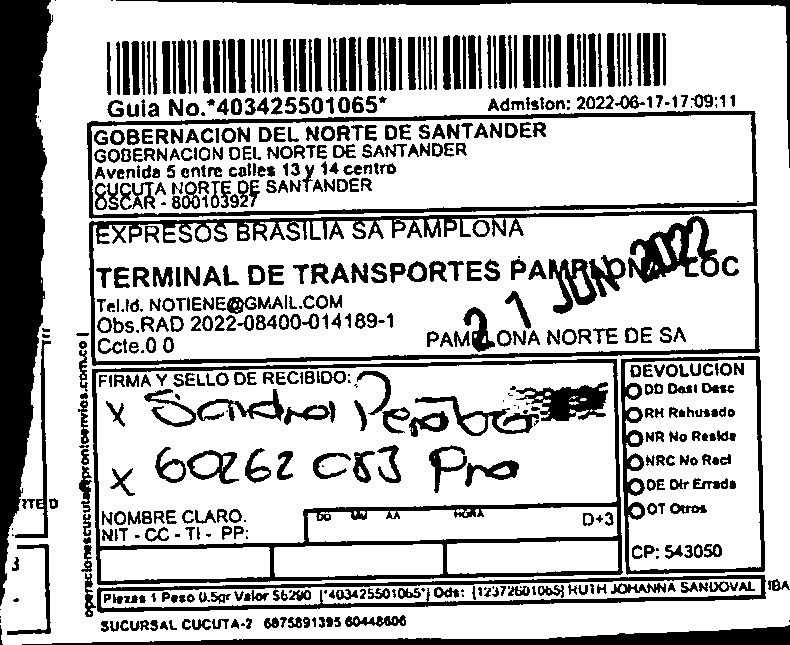 Guia No.*403425501065*
Admision: 2022-06-17-17:09:11
GOBERNACION DEL NORTE DE SANTANDER
GOBERNACION DEL NORTE DE SANTANDER
Avenida 5 entre calles 13 y 14 centro
CUCUTA NORTE DE SANTANDER
OSCAR - 800103927
EXPRESOS BRASILIA SA PAMPLONA
TERMINAL DE TRANSPORTES PAMPLONA LOC
21 JUN 2022
Tel.Id. NOTIENE@GMAIL.COM
Obs.RAD 2022-08400-014189-1
PAMPLONA NORTE DE SA
Ccte.0 0
operacionescucuta@prontoenvios.com.co
FIRMA Y SELLO DE RECIBIDO:
X Sandra
X 60262 083
NOMBRE CLARO.
NIT - CC - TI - PP:
DD MM AA HORA
D+3
DEVOLUCION
DD Dest Desc
RH Rehusado
NR No Reside
NRC No Recl
DE Dir Errada
OT Otros
CP: 543050
Piezas 1 Peso 0.5gr Valor $6290 [*403425501065*] Ods: [12372601065] RUTH JOHANNA SANDOVAL
SUCURSAL CUCUTA-2 6875891395 60448606